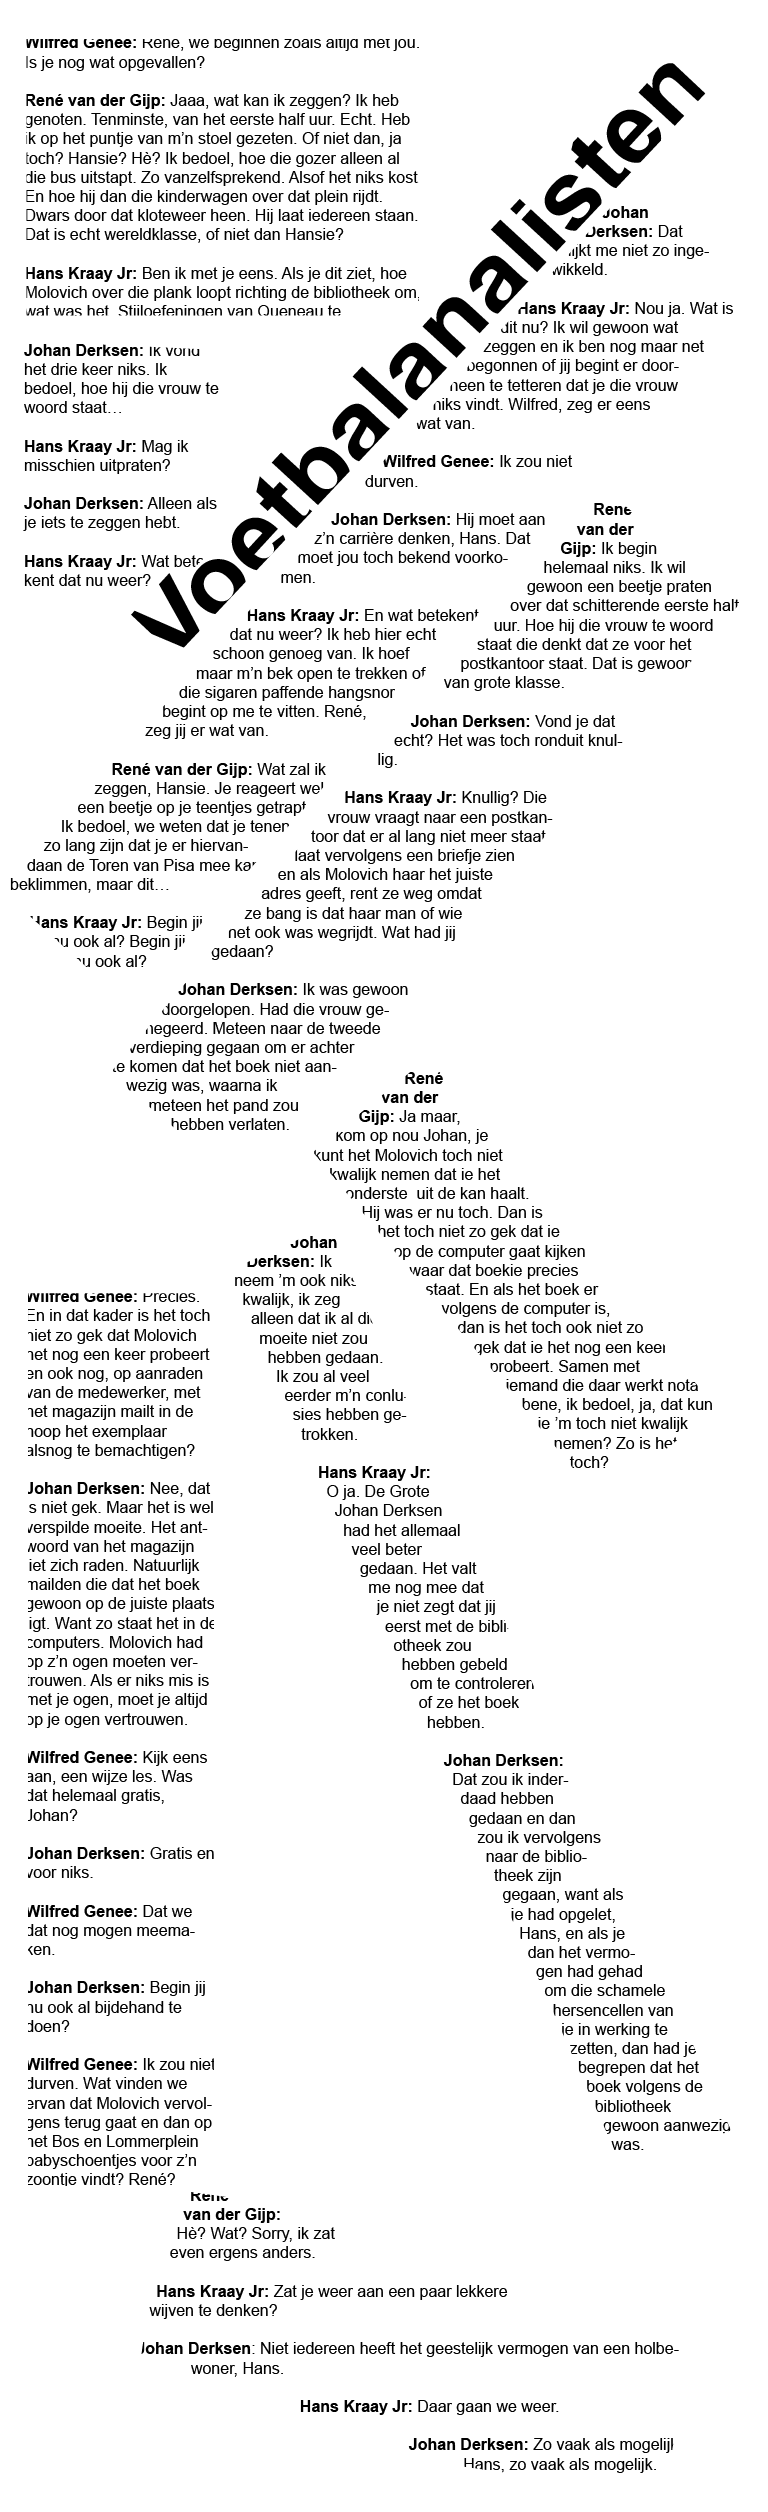 Voetbalanalisten
Wilfred Genee: René, we beginnen zoals altijd met jou.
Is je nog wat opgevallen?
René van der Gijp: Jaaa, wat kan ik zeggen? Ik heb
genoten. Tenminste, van het eerste half uur. Echt. Heb
ik op het puntje van m'n stoel gezeten. Of niet dan, ja
toch? Hansie? Hè? Ik bedoel, hoe die gozer alleen al
die bus uitstapt. Zo vanzelfsprekend. Alsof het niks kost
En hoe hij dan die kinderwagen over dat plein rijdt.
Dwars door dat kloteweer heen. Hij laat iedereen staan.
Dat is echt wereldklasse, of niet dan Hansie?
Hans Kraay Jr: Ben ik met je eens. Als je dit ziet, hoe
Molovich over die plank loopt richting de bibliotheek om,
wat was het, Stijloefeningen van Queneau te
Johan Derksen: Ik vond
het drie keer niks. Ik
bedoel, hoe hij die vrouw te
woord staat…
Hans Kraay Jr: Mag ik
misschien uitpraten?
Johan Derksen: Alleen als
je iets te zeggen hebt.
Hans Kraay Jr: Wat bete-
kent dat nu weer?
Johan
Derksen: Dat
lijkt me niet zo inge-
wikkeld.
Hans Kraay Jr: Nou ja. Wat is
dit nu? Ik wil gewoon wat
zeggen en ik ben nog maar net
begonnen of jij begint er door-
heen te tetteren dat je die vrouw
niks vindt. Wilfred, zeg er eens
wat van.
Wilfred Genee: Ik zou niet
durven.
Johan Derksen: Hij moet aan
z'n carrière denken, Hans. Dat
moet jou toch bekend voorko-
men.
Hans Kraay Jr: En wat betekent
dat nu weer? Ik heb hier echt
schoon genoeg van. Ik hoef
maar m'n bek open te trekken of
die sigaren paffende hangsnor
begint op me te vitten. René,
zeg jij er wat van.
René van der Gijp: Wat zal ik
zeggen, Hansie. Je reageert wel
een beetje op je teentjes getrapt
Ik bedoel, we weten dat je tenen
zo lang zijn dat je er hiervan-
daan de Toren van Pisa mee kan
beklimmen, maar dit…
Hans Kraay Jr: Begin jij
nu ook al? Begin jij
nu ook al?
René
van der
Gijp: Ik begin
helemaal niks. Ik wil
gewoon een beetje praten
over dat schitterende eerste half
uur. Hoe hij die vrouw te woord
staat die denkt dat ze voor het
postkantoor staat. Dat is gewoon
van grote klasse.
Johan Derksen: Vond je dat
echt? Het was toch ronduit knul-
lig.
Hans Kraay Jr: Knullig? Die
vrouw vraagt naar een postkan-
toor dat er al lang niet meer staat
laat vervolgens een briefje zien
en als Molovich haar het juiste
adres geeft, rent ze weg omdat
ze bang is dat haar man of wie
het ook was wegrijdt. Wat had jij
gedaan?
Johan Derksen: Ik was gewoon
doorgelopen. Had die vrouw ge-
negeerd. Meteen naar de tweede
verdieping gegaan om er achter
te komen dat het boek niet aan-
wezig was, waarna ik
meteen het pand zou
hebben verlaten.
René
van der
Gijp: Ja maar,
kom op nou Johan, je
kunt het Molovich toch niet
kwalijk nemen dat ie het
onderste uit de kan haalt.
Hij was er nu toch. Dan is
het toch niet zo gek dat ie
op de computer gaat kijken
waar dat boekie precies
staat. En als het boek er
volgens de computer is,
dan is het toch ook niet zo
gek dat ie het nog een keer
probeert. Samen met
iemand die daar werkt nota
bene, ik bedoel, ja, dat kun
je 'm toch niet kwalijk
nemen? Zo is het
toch?
Johan
Derksen: Ik
neem 'm ook niks
kwalijk, ik zeg
alleen dat ik al die
moeite niet zou
hebben gedaan.
Ik zou al veel
eerder m'n conlu-
sies hebben ge-
trokken.
Hans Kraay Jr:
O ja. De Grote
Johan Derksen
had het allemaal
veel beter
gedaan. Het valt
me nog mee dat
je niet zegt dat jij
eerst met de bibli-
otheek zou
hebben gebeld
om te controleren
of ze het boek
hebben.
Johan Derksen:
Dat zou ik inder-
daad hebben
gedaan en dan
zou ik vervolgens
naar de biblio-
theek zijn
gegaan, want als
je had opgelet,
Hans, en als je
dan het vermo-
gen had gehad
om die schamele
hersencellen van
je in werking te
zetten, dan had je
begrepen dat het
boek volgens de
bibliotheek
gewoon aanwezig
was.
Wilfred Genee: Precies.
En in dat kader is het toch
niet zo gek dat Molovich
het nog een keer probeert
en ook nog, op aanraden
van de medewerker, met
het magazijn mailt in de
hoop het exemplaar
alsnog te bemachtigen?
Johan Derksen: Nee, dat
is niet gek. Maar het is wel
verspilde moeite. Het ant-
woord van het magazijn
liet zich raden. Natuurlijk
mailden die dat het boek
gewoon op de juiste plaats
ligt. Want zo staat het in de
computers. Molovich had
op z'n ogen moeten ver-
trouwen. Als er niks mis is
met je ogen, moet je altijd
op je ogen vertrouwen.
Wilfred Genee: Kijk eens
aan, een wijze les. Was
dat helemaal gratis,
Johan?
Johan Derksen: Gratis en
voor niks.
Wilfred Genee: Dat we
dat nog mogen meema-
ken.
Johan Derksen: Begin jij
nu ook al bijdehand te
doen?
Wilfred Genee: Ik zou niet
durven. Wat vinden we
ervan dat Molovich vervol-
gens terug gaat en dan op
het Bos en Lommerplein
babyschoentjes voor z'n
zoontje vindt? René?
René
van der Gijp:
Hè? Wat? Sorry, ik zat
even ergens anders.
Hans Kraay Jr: Zat je weer aan een paar lekkere
wijven te denken?
Johan Derksen: Niet iedereen heeft het geestelijk vermogen van een holbe-
woner, Hans.
Hans Kraay Jr: Daar gaan we weer.
Johan Derksen: Zo vaak als mogelijk
Hans, zo vaak als mogelijk.